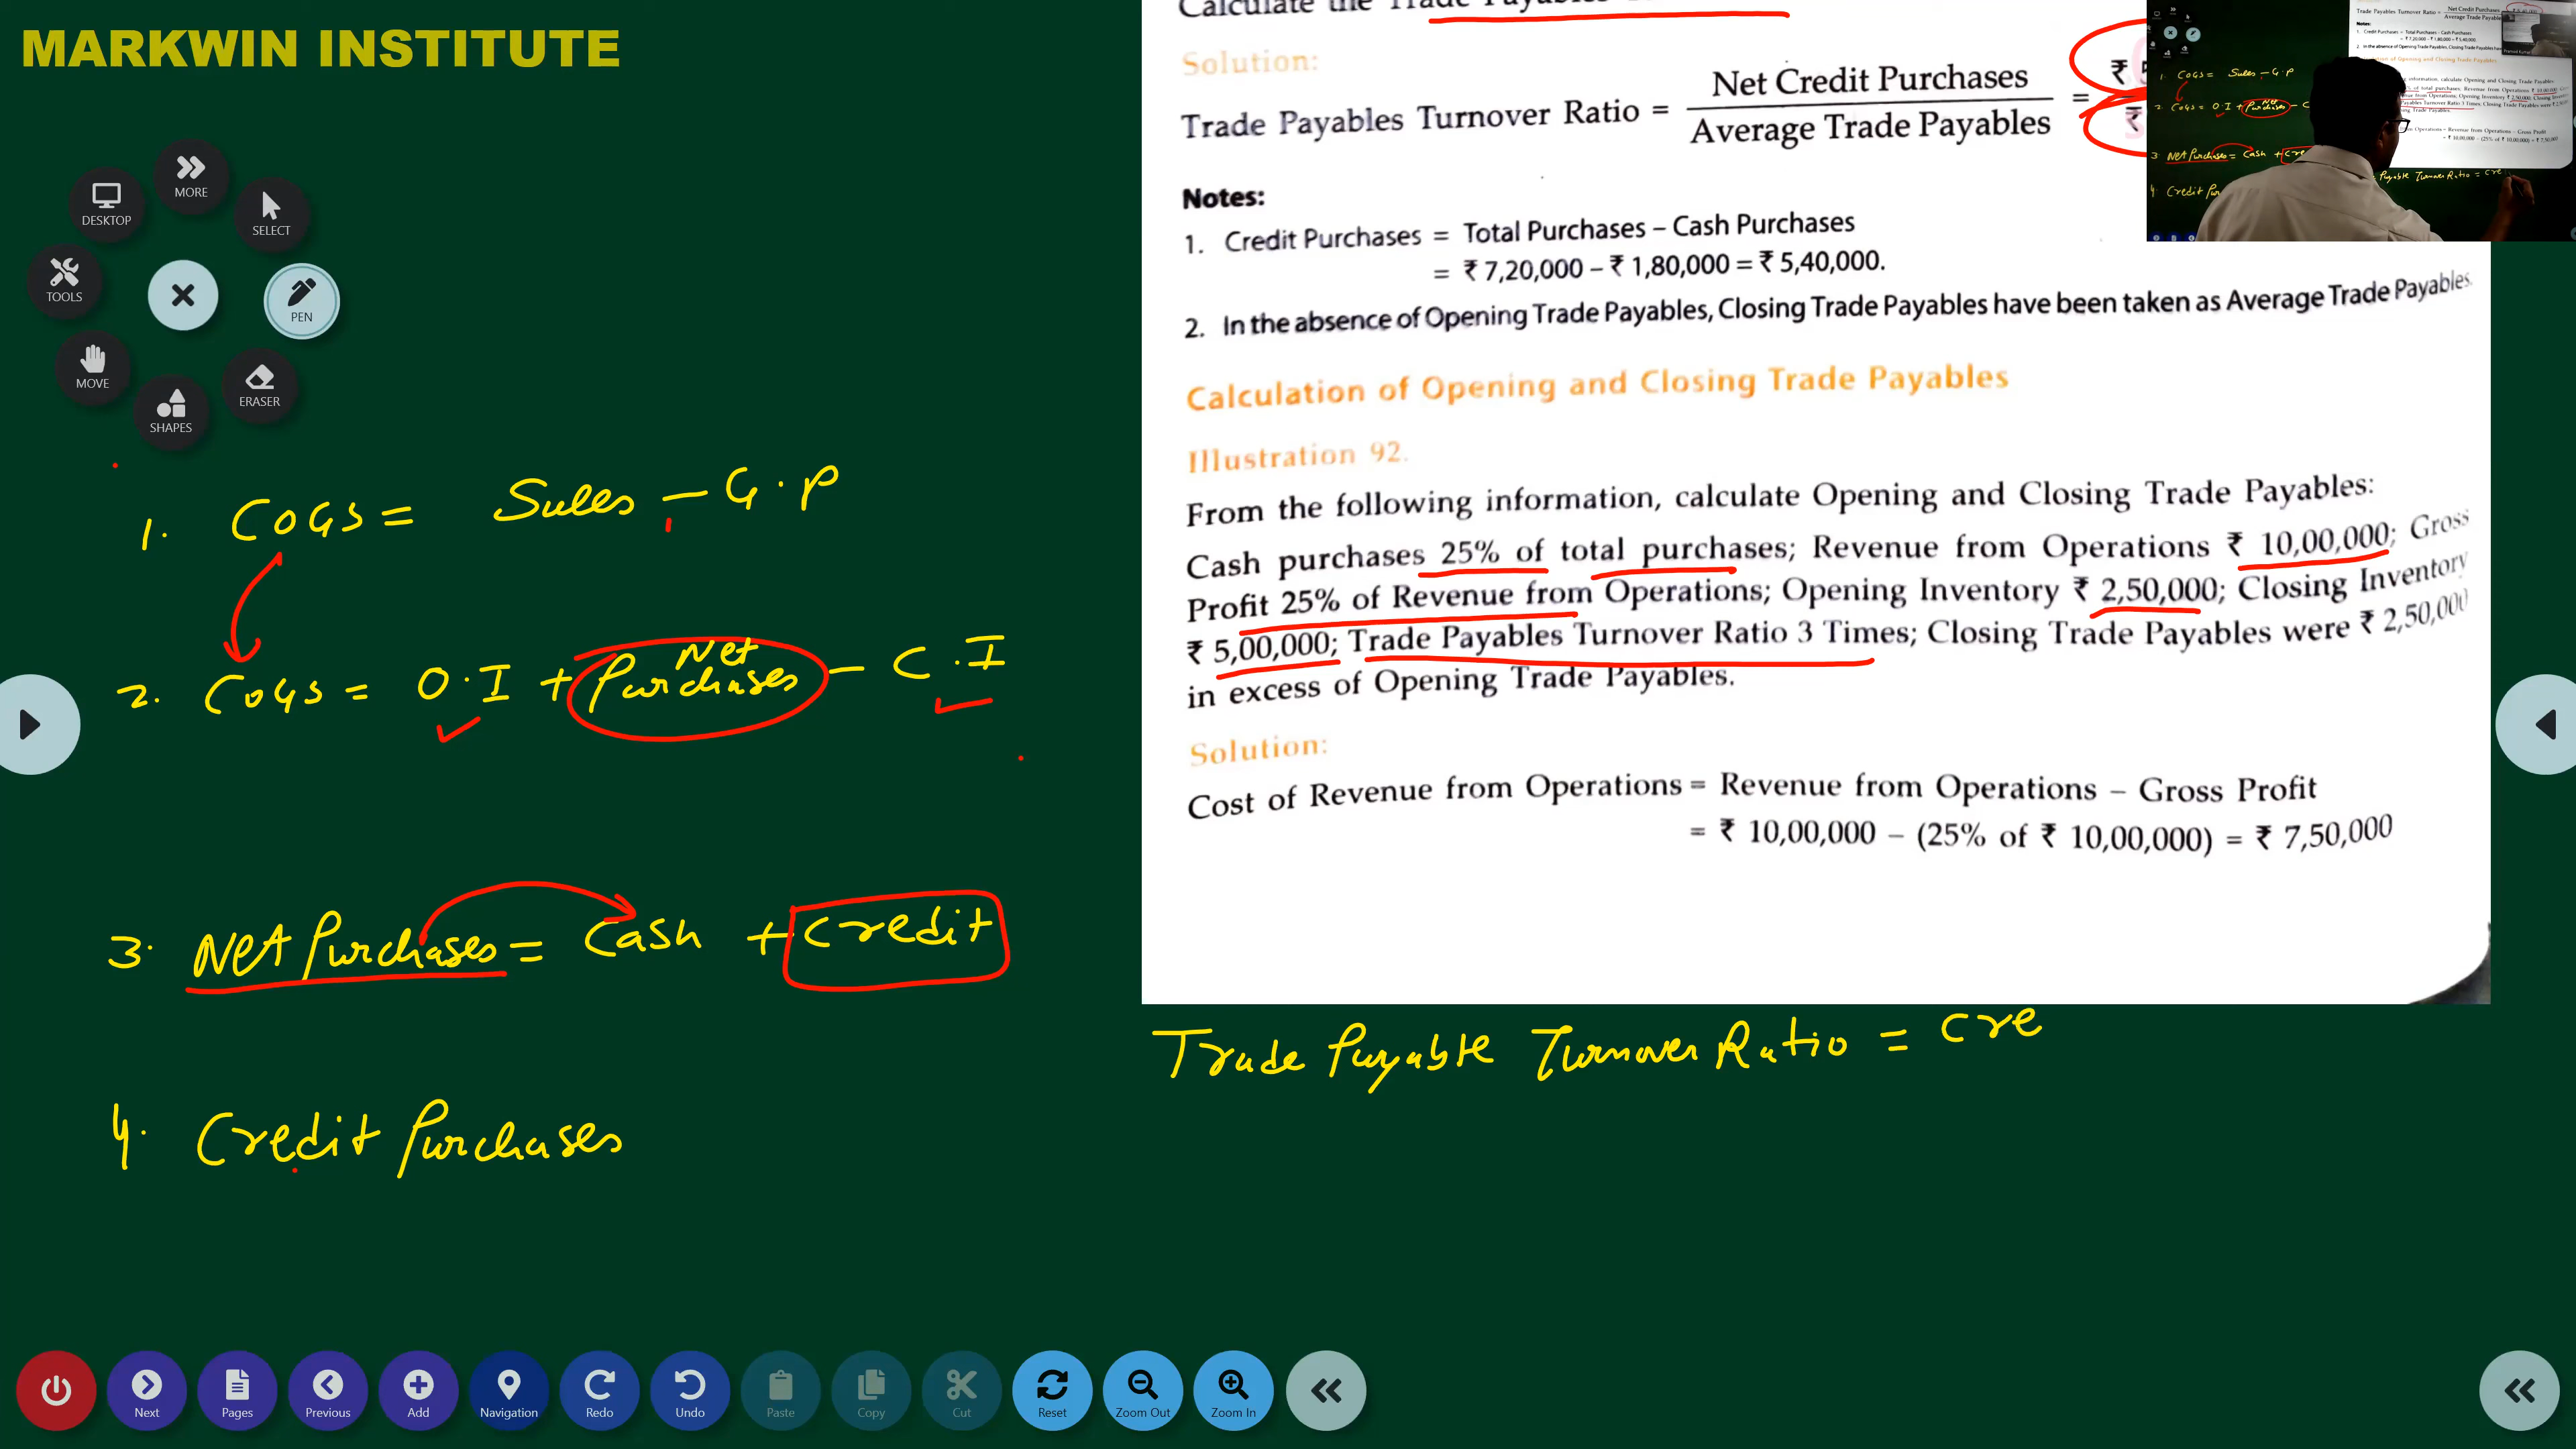 MARKWIN INSTITUTE
MORE
DESKTOP
SELECT
TOOLS
PEN
MOVE
ERASER
SHAPES
1. COGS = Sales - G.P
2. COGS = O.I + Net Purchases - C.I
3. Net Purchases = Cash + Credit
4. Credit Purchases
Calculate the Trade Payables
Solution:
Trade Payables Turnover Ratio = Net Credit Purchases / Average Trade Payables = ₹ 5 / ₹
Notes:
1. Credit Purchases = Total Purchases – Cash Purchases
= ₹ 7,20,000 – ₹ 1,80,000 = ₹ 5,40,000.
2. In the absence of Opening Trade Payables, Closing Trade Payables have been taken as Average Trade Payables.
Calculation of Opening and Closing Trade Payables
Illustration 92.
From the following information, calculate Opening and Closing Trade Payables:
Cash purchases 25% of total purchases; Revenue from Operations ₹ 10,00,000; Gross
Profit 25% of Revenue from Operations; Opening Inventory ₹ 2,50,000; Closing Inventory
₹ 5,00,000; Trade Payables Turnover Ratio 3 Times; Closing Trade Payables were ₹ 2,50,000
in excess of Opening Trade Payables.
Solution:
Cost of Revenue from Operations = Revenue from Operations – Gross Profit
= ₹ 10,00,000 – (25% of ₹ 10,00,000) = ₹ 7,50,000
Trade Payable Turnover Ratio = Cre
Next
Pages
Previous
Add
Navigation
Redo
Undo
Paste
Copy
Cut
Reset
Zoom Out
Zoom In